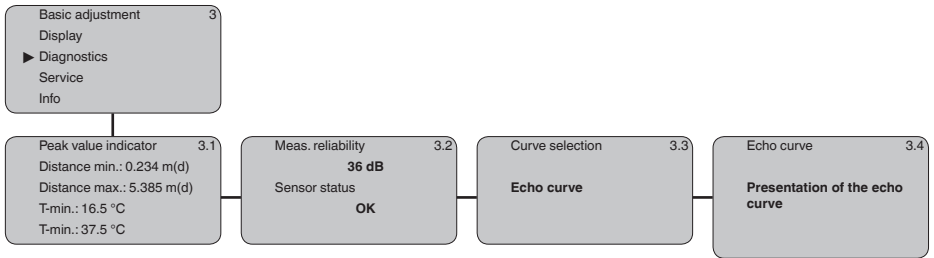 Basic adjustment 3
Display
▶ Diagnostics
Service
Info
Peak value indicator 3.1
Distance min.: 0.234 m(d)
Distance max.: 5.385 m(d)
T-min.: 16.5 °C
T-min.: 37.5 °C
Meas. reliability 3.2
36 dB
Sensor status
OK
Curve selection 3.3
Echo curve
Echo curve 3.4
Presentation of the echo
curve